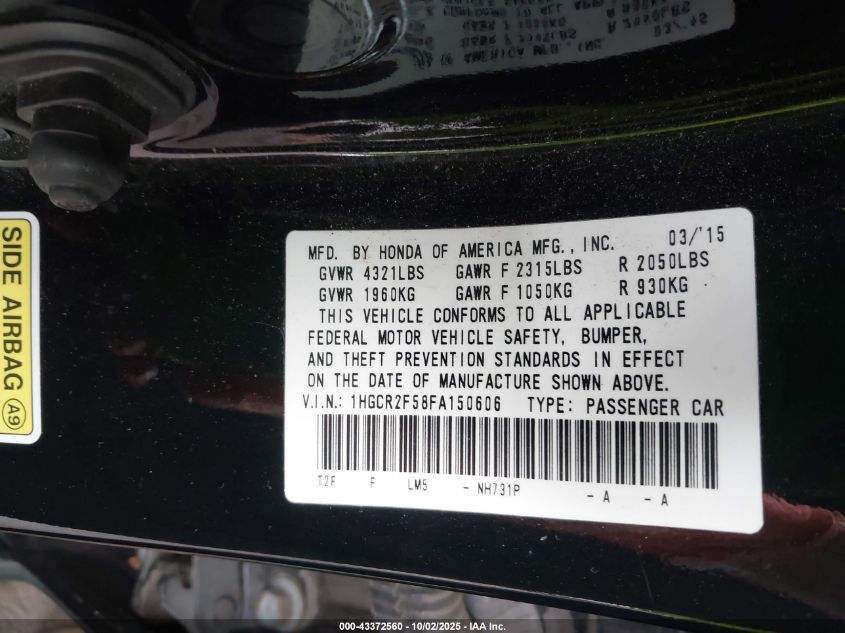 MFD. BY HONDA OF AMERICA MFG., INC. 03/'15
GVWR 4321LBS GAWR F 2315LBS R 2050LBS
GVWR 1960KG GAWR F 1050KG R 930KG
THIS VEHICLE CONFORMS TO ALL APPLICABLE
FEDERAL MOTOR VEHICLE SAFETY, BUMPER,
AND THEFT PREVENTION STANDARDS IN EFFECT
ON THE DATE OF MANUFACTURE SHOWN ABOVE.
V.I.N.: 1HGCR2F58FA150606 TYPE: PASSENGER CAR
T2F F LM5 - NH731P - A - A
SIDE AIRBAG A9
000-43372560 - 10/02/2025 - IAA Inc.